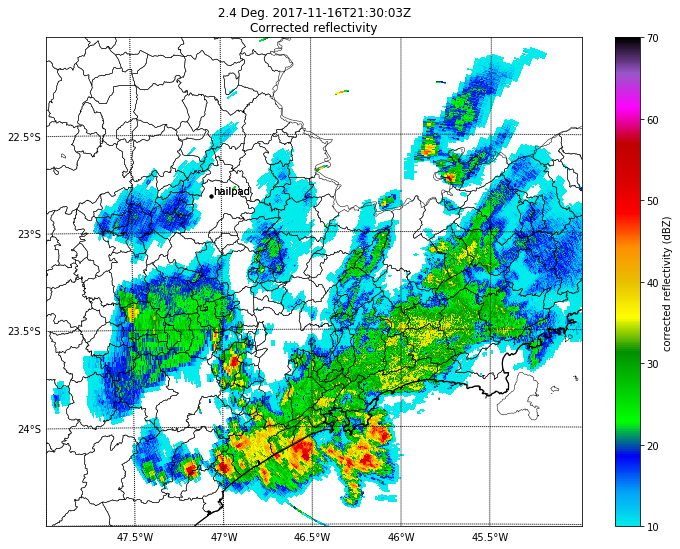 2.4 Deg. 2017-11-16T21:30:03Z
Corrected reflectivity
22.5°S
23°S
23.5°S
24°S
47.5°W
47°W
46.5°W
46°W
45.5°W
hailpad
70
60
50
40
30
20
10
corrected reflectivity (dBZ)